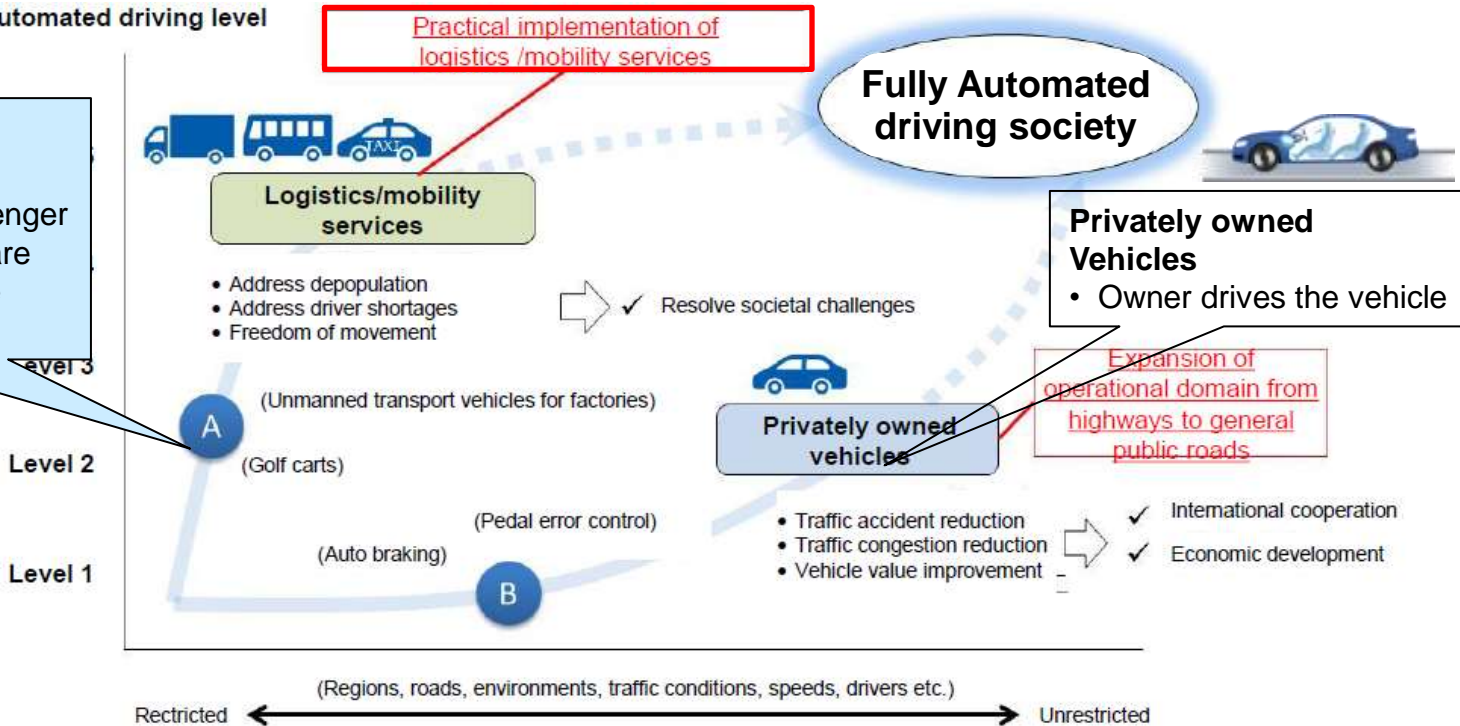 utomated driving level
Practical implementation of
logistics /mobility services
Fully Automated
driving society
TAXI
Logistics/mobility
services
enger
are
Privately owned
Vehicles
• Owner drives the vehicle
• Address depopulation
• Address driver shortages
• Freedom of movement
✓ Resolve societal challenges
evel 3
Expansion of
operational domain from
highways to general
public roads
A
(Unmanned transport vehicles for factories)
Privately owned
vehicles
Level 2
(Golf carts)
(Pedal error control)
• Traffic accident reduction
• Traffic congestion reduction
• Vehicle value improvement
✓ International cooperation
✓ Economic development
(Auto braking)
Level 1
B
(Regions, roads, environments, traffic conditions, speeds, drivers etc.)
Rectricted
Unrestricted